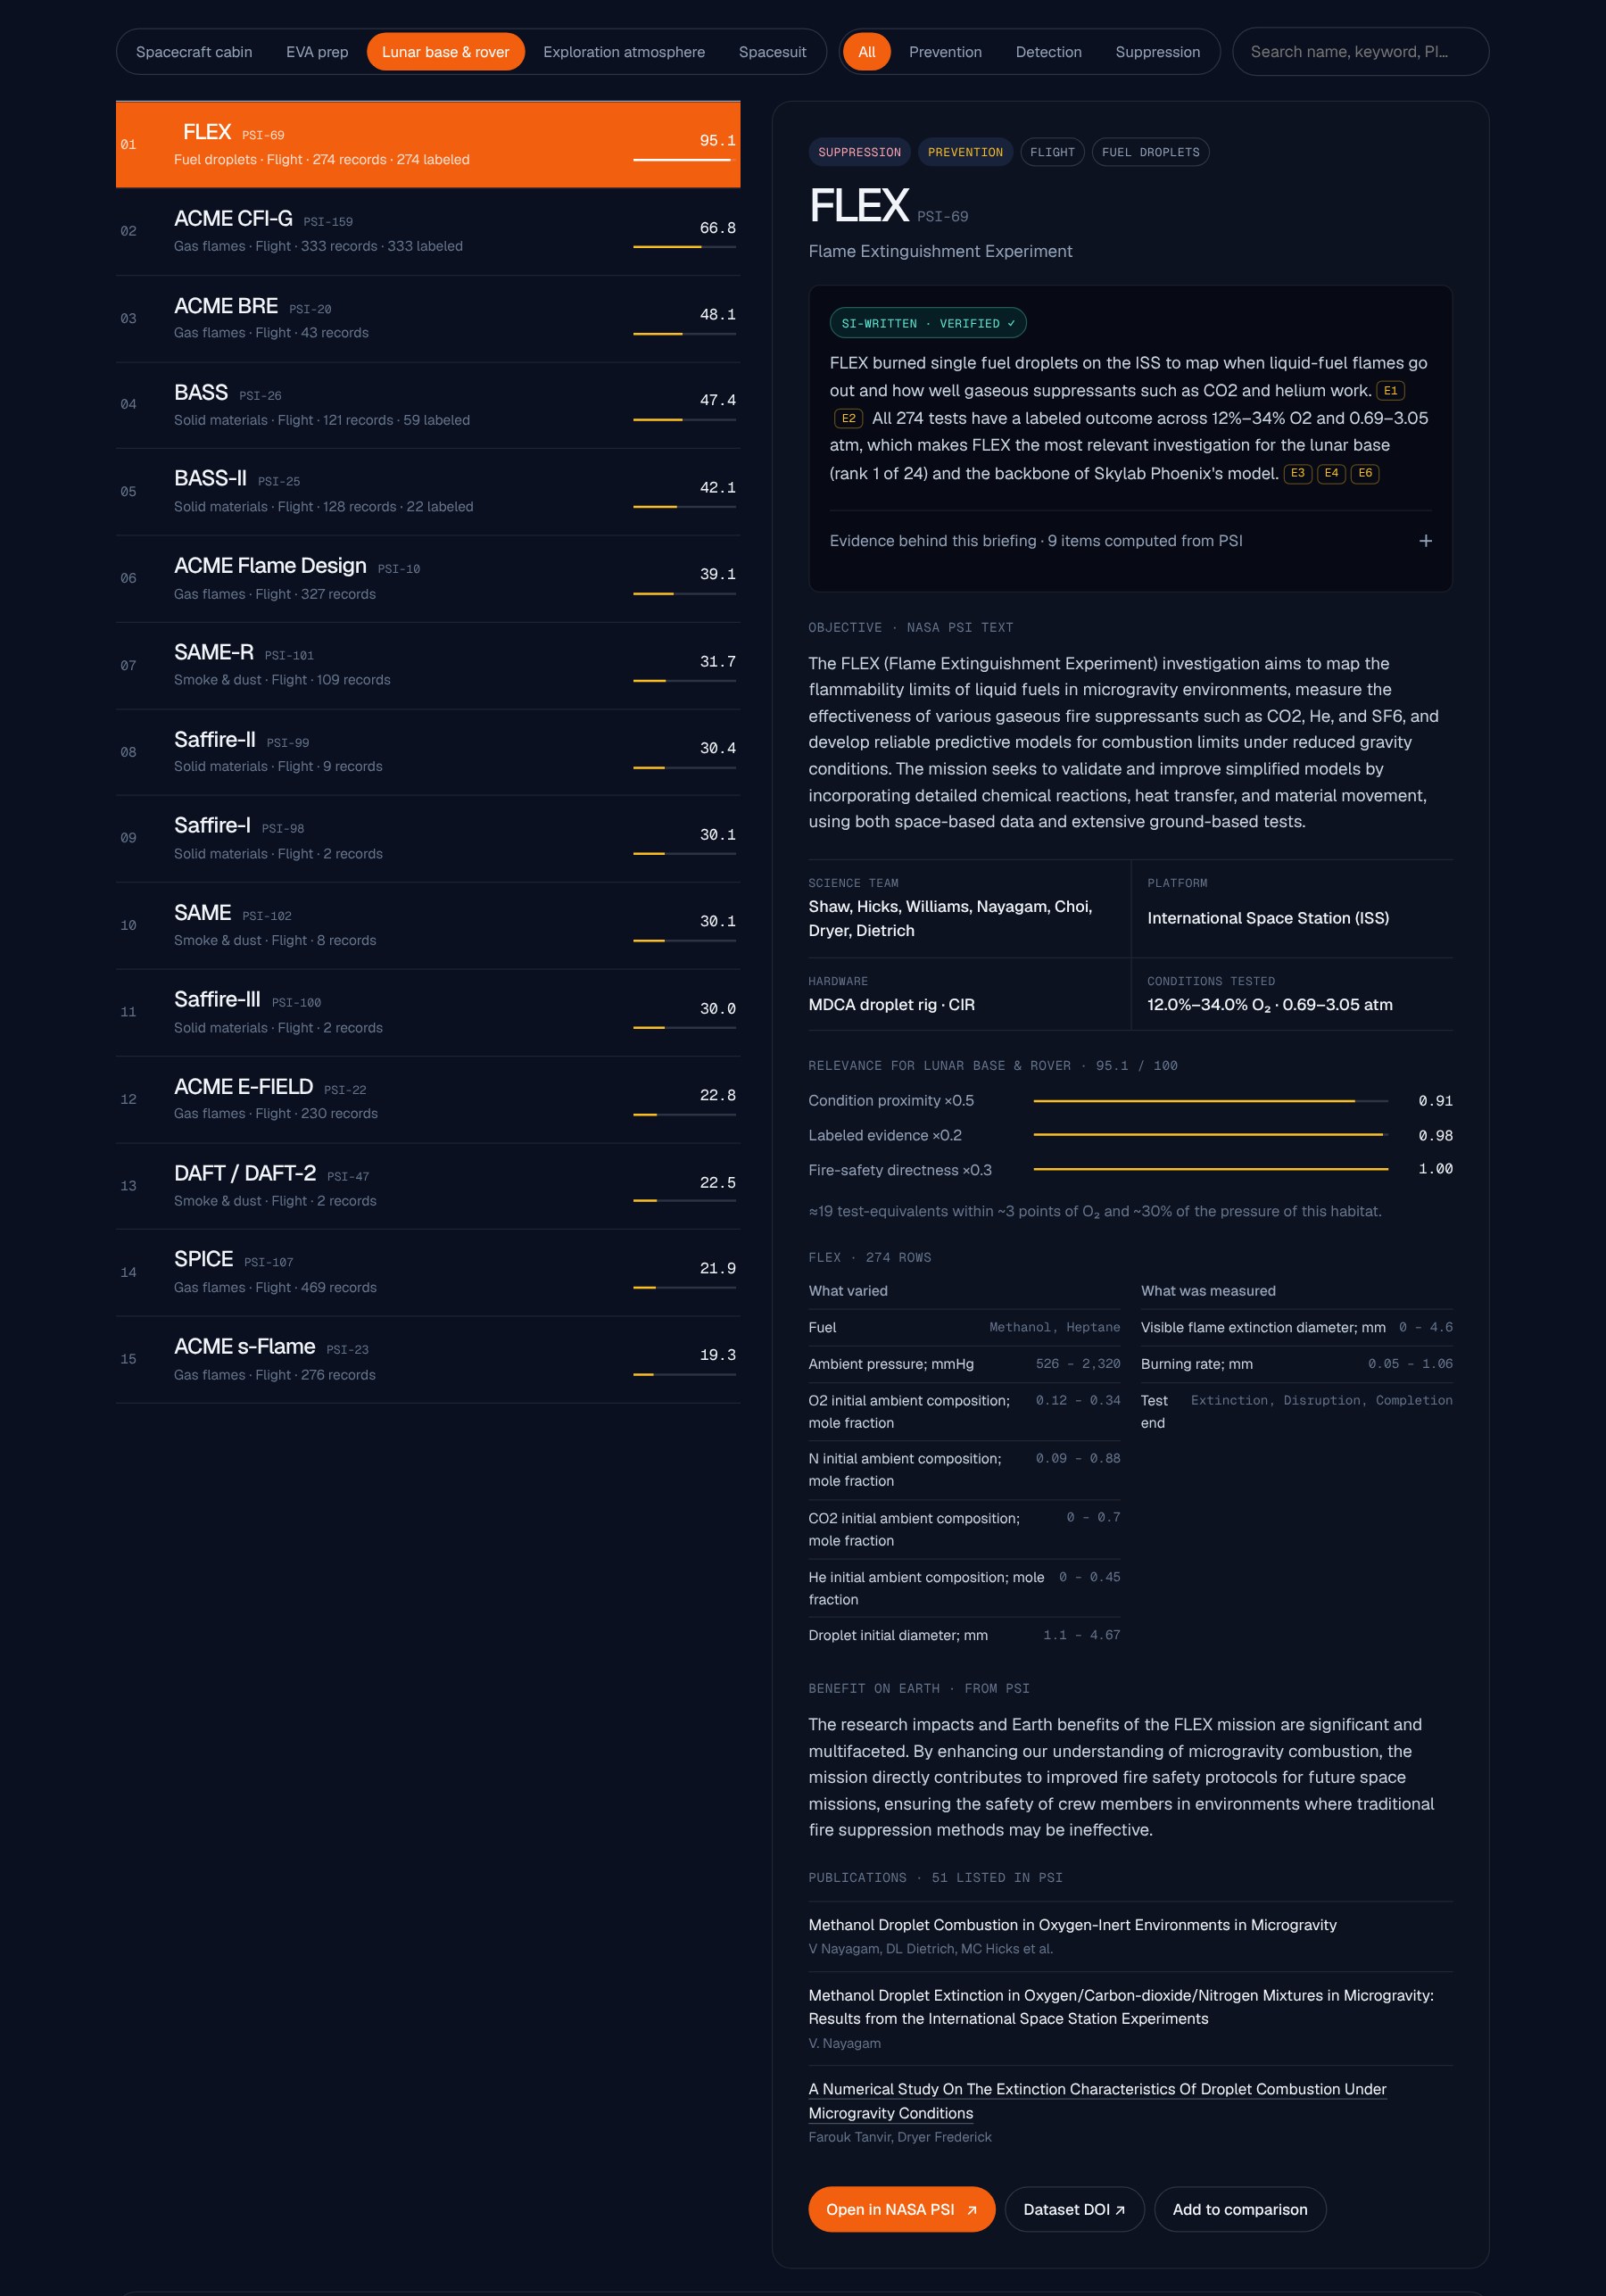 Spacecraft cabin EVA prep Lunar base & rover Exploration atmosphere Spacesuit All Prevention Detection Suppression Search name, keyword, PI...
01 FLEX PSI-69 95.1
Fuel droplets · Flight · 274 records · 274 labeled
02 ACME CFI-G PSI-159 66.8
Gas flames · Flight · 333 records · 333 labeled
03 ACME BRE PSI-20 48.1
Gas flames · Flight · 43 records
04 BASS PSI-26 47.4
Solid materials · Flight · 121 records · 59 labeled
05 BASS-II PSI-25 42.1
Solid materials · Flight · 128 records · 22 labeled
06 ACME Flame Design PSI-10 39.1
Gas flames · Flight · 327 records
07 SAME-R PSI-101 31.7
Smoke & dust · Flight · 109 records
08 Saffire-II PSI-99 30.4
Solid materials · Flight · 9 records
09 Saffire-I PSI-98 30.1
Solid materials · Flight · 2 records
10 SAME PSI-102 30.1
Smoke & dust · Flight · 8 records
11 Saffire-III PSI-100 30.0
Solid materials · Flight · 2 records
12 ACME E-FIELD PSI-22 22.8
Gas flames · Flight · 230 records
13 DAFT / DAFT-2 PSI-47 22.5
Smoke & dust · Flight · 2 records
14 SPICE PSI-107 21.9
Gas flames · Flight · 469 records
15 ACME s-Flame PSI-23 19.3
Gas flames · Flight · 276 records
SUPPRESSION PREVENTION FLIGHT FUEL DROPLETS
FLEX PSI-69
Flame Extinguishment Experiment
SI-WRITTEN · VERIFIED ✓
FLEX burned single fuel droplets on the ISS to map when liquid-fuel flames go
out and how well gaseous suppressants such as CO2 and helium work. E1
E2 All 274 tests have a labeled outcome across 12%–34% O2 and 0.69–3.05
atm, which makes FLEX the most relevant investigation for the lunar base
(rank 1 of 24) and the backbone of Skylab Phoenix's model. E3 E4 E6
Evidence behind this briefing · 9 items computed from PSI +
OBJECTIVE · NASA PSI TEXT
The FLEX (Flame Extinguishment Experiment) investigation aims to map the
flammability limits of liquid fuels in microgravity environments, measure the
effectiveness of various gaseous fire suppressants such as CO2, He, and SF6, and
develop reliable predictive models for combustion limits under reduced gravity
conditions. The mission seeks to validate and improve simplified models by
incorporating detailed chemical reactions, heat transfer, and material movement,
using both space-based data and extensive ground-based tests.
SCIENCE TEAM
Shaw, Hicks, Williams, Nayagam, Choi,
Dryer, Dietrich
PLATFORM
International Space Station (ISS)
HARDWARE
MDCA droplet rig · CIR
CONDITIONS TESTED
12.0%–34.0% O₂ · 0.69–3.05 atm
RELEVANCE FOR LUNAR BASE & ROVER · 95.1 / 100
Condition proximity ×0.5 0.91
Labeled evidence ×0.2 0.98
Fire-safety directness ×0.3 1.00
≈19 test-equivalents within ~3 points of O₂ and ~30% of the pressure of this habitat.
FLEX · 274 ROWS
What varied
Fuel Methanol, Heptane
Ambient pressure; mmHg 526 – 2,320
O2 initial ambient composition; 0.12 – 0.34
mole fraction
N initial ambient composition; 0.09 – 0.88
mole fraction
CO2 initial ambient composition; 0 – 0.7
mole fraction
He initial ambient composition; mole 0 – 0.45
fraction
Droplet initial diameter; mm 1.1 – 4.67
What was measured
Visible flame extinction diameter; mm 0 – 4.6
Burning rate; mm 0.05 – 1.06
Test Extinction, Disruption, Completion
end
BENEFIT ON EARTH · FROM PSI
The research impacts and Earth benefits of the FLEX mission are significant and
multifaceted. By enhancing our understanding of microgravity combustion, the
mission directly contributes to improved fire safety protocols for future space
missions, ensuring the safety of crew members in environments where traditional
fire suppression methods may be ineffective.
PUBLICATIONS · 51 LISTED IN PSI
Methanol Droplet Combustion in Oxygen-Inert Environments in Microgravity
V Nayagam, DL Dietrich, MC Hicks et al.
Methanol Droplet Extinction in Oxygen/Carbon-dioxide/Nitrogen Mixtures in Microgravity:
Results from the International Space Station Experiments
V. Nayagam
A Numerical Study On The Extinction Characteristics Of Droplet Combustion Under
Microgravity Conditions
Farouk Tanvir, Dryer Frederick
Open in NASA PSI ↗ Dataset DOI ↗ Add to comparison